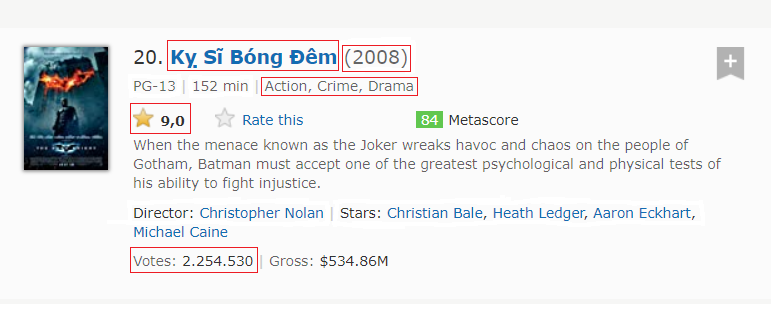 20. Kỵ Sĩ Bóng Đêm (2008)
PG-13 | 152 min | Action, Crime, Drama
9,0 Rate this 84 Metascore
When the menace known as the Joker wreaks havoc and chaos on the people of
Gotham, Batman must accept one of the greatest psychological and physical tests of
his ability to fight injustice.
Director: Christopher Nolan | Stars: Christian Bale, Heath Ledger, Aaron Eckhart,
Michael Caine
Votes: 2.254.530 | Gross: $534.86M